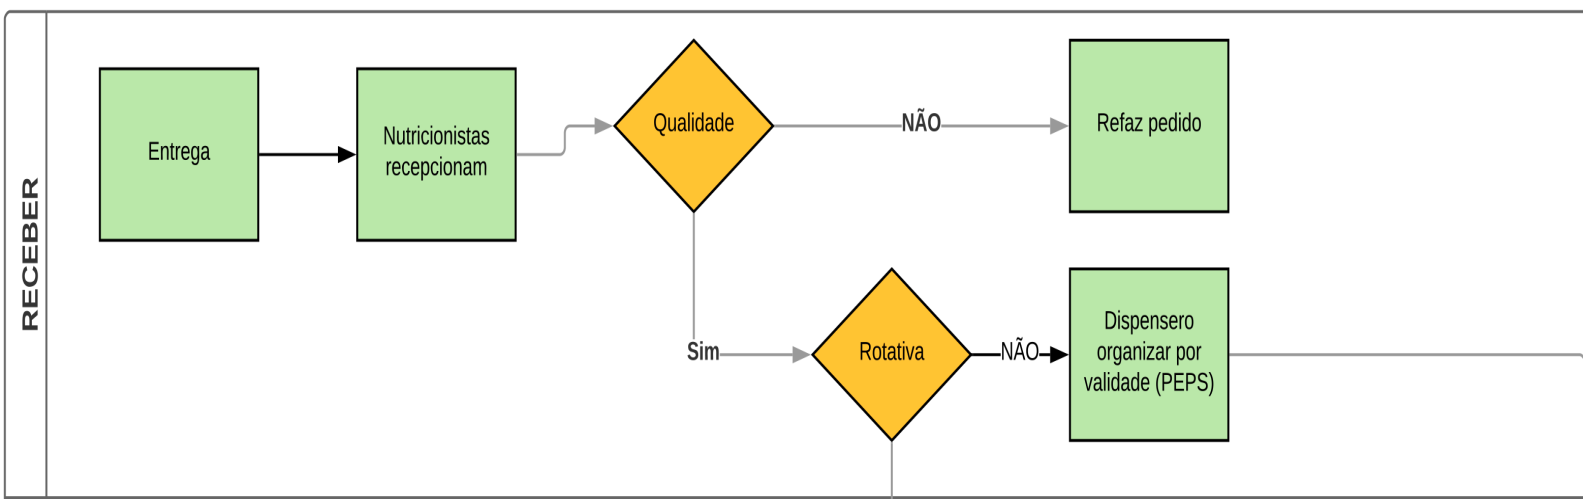 RECEBER
Entrega
Nutricionistas
recepcionam
Qualidade
NÃO
Refaz pedido
Sim
Rotativa
NÃO
Dispensero
organizar por
validade (PEPS)